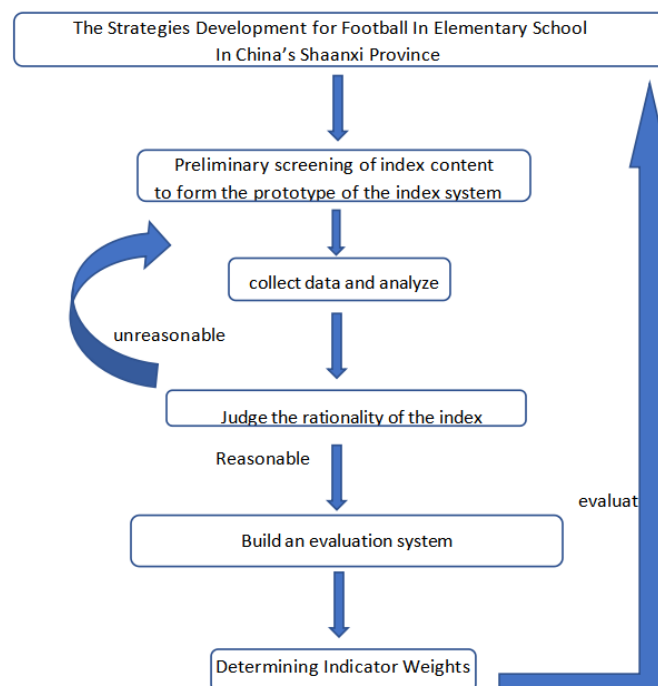 The Strategies Development for Football In Elementary School
In China's Shaanxi Province
Preliminary screening of index content
to form the prototype of the index system
collect data and analyze
unreasonable
Judge the rationality of the index
Reasonable
evaluat
Build an evaluation system
Determining Indicator Weights